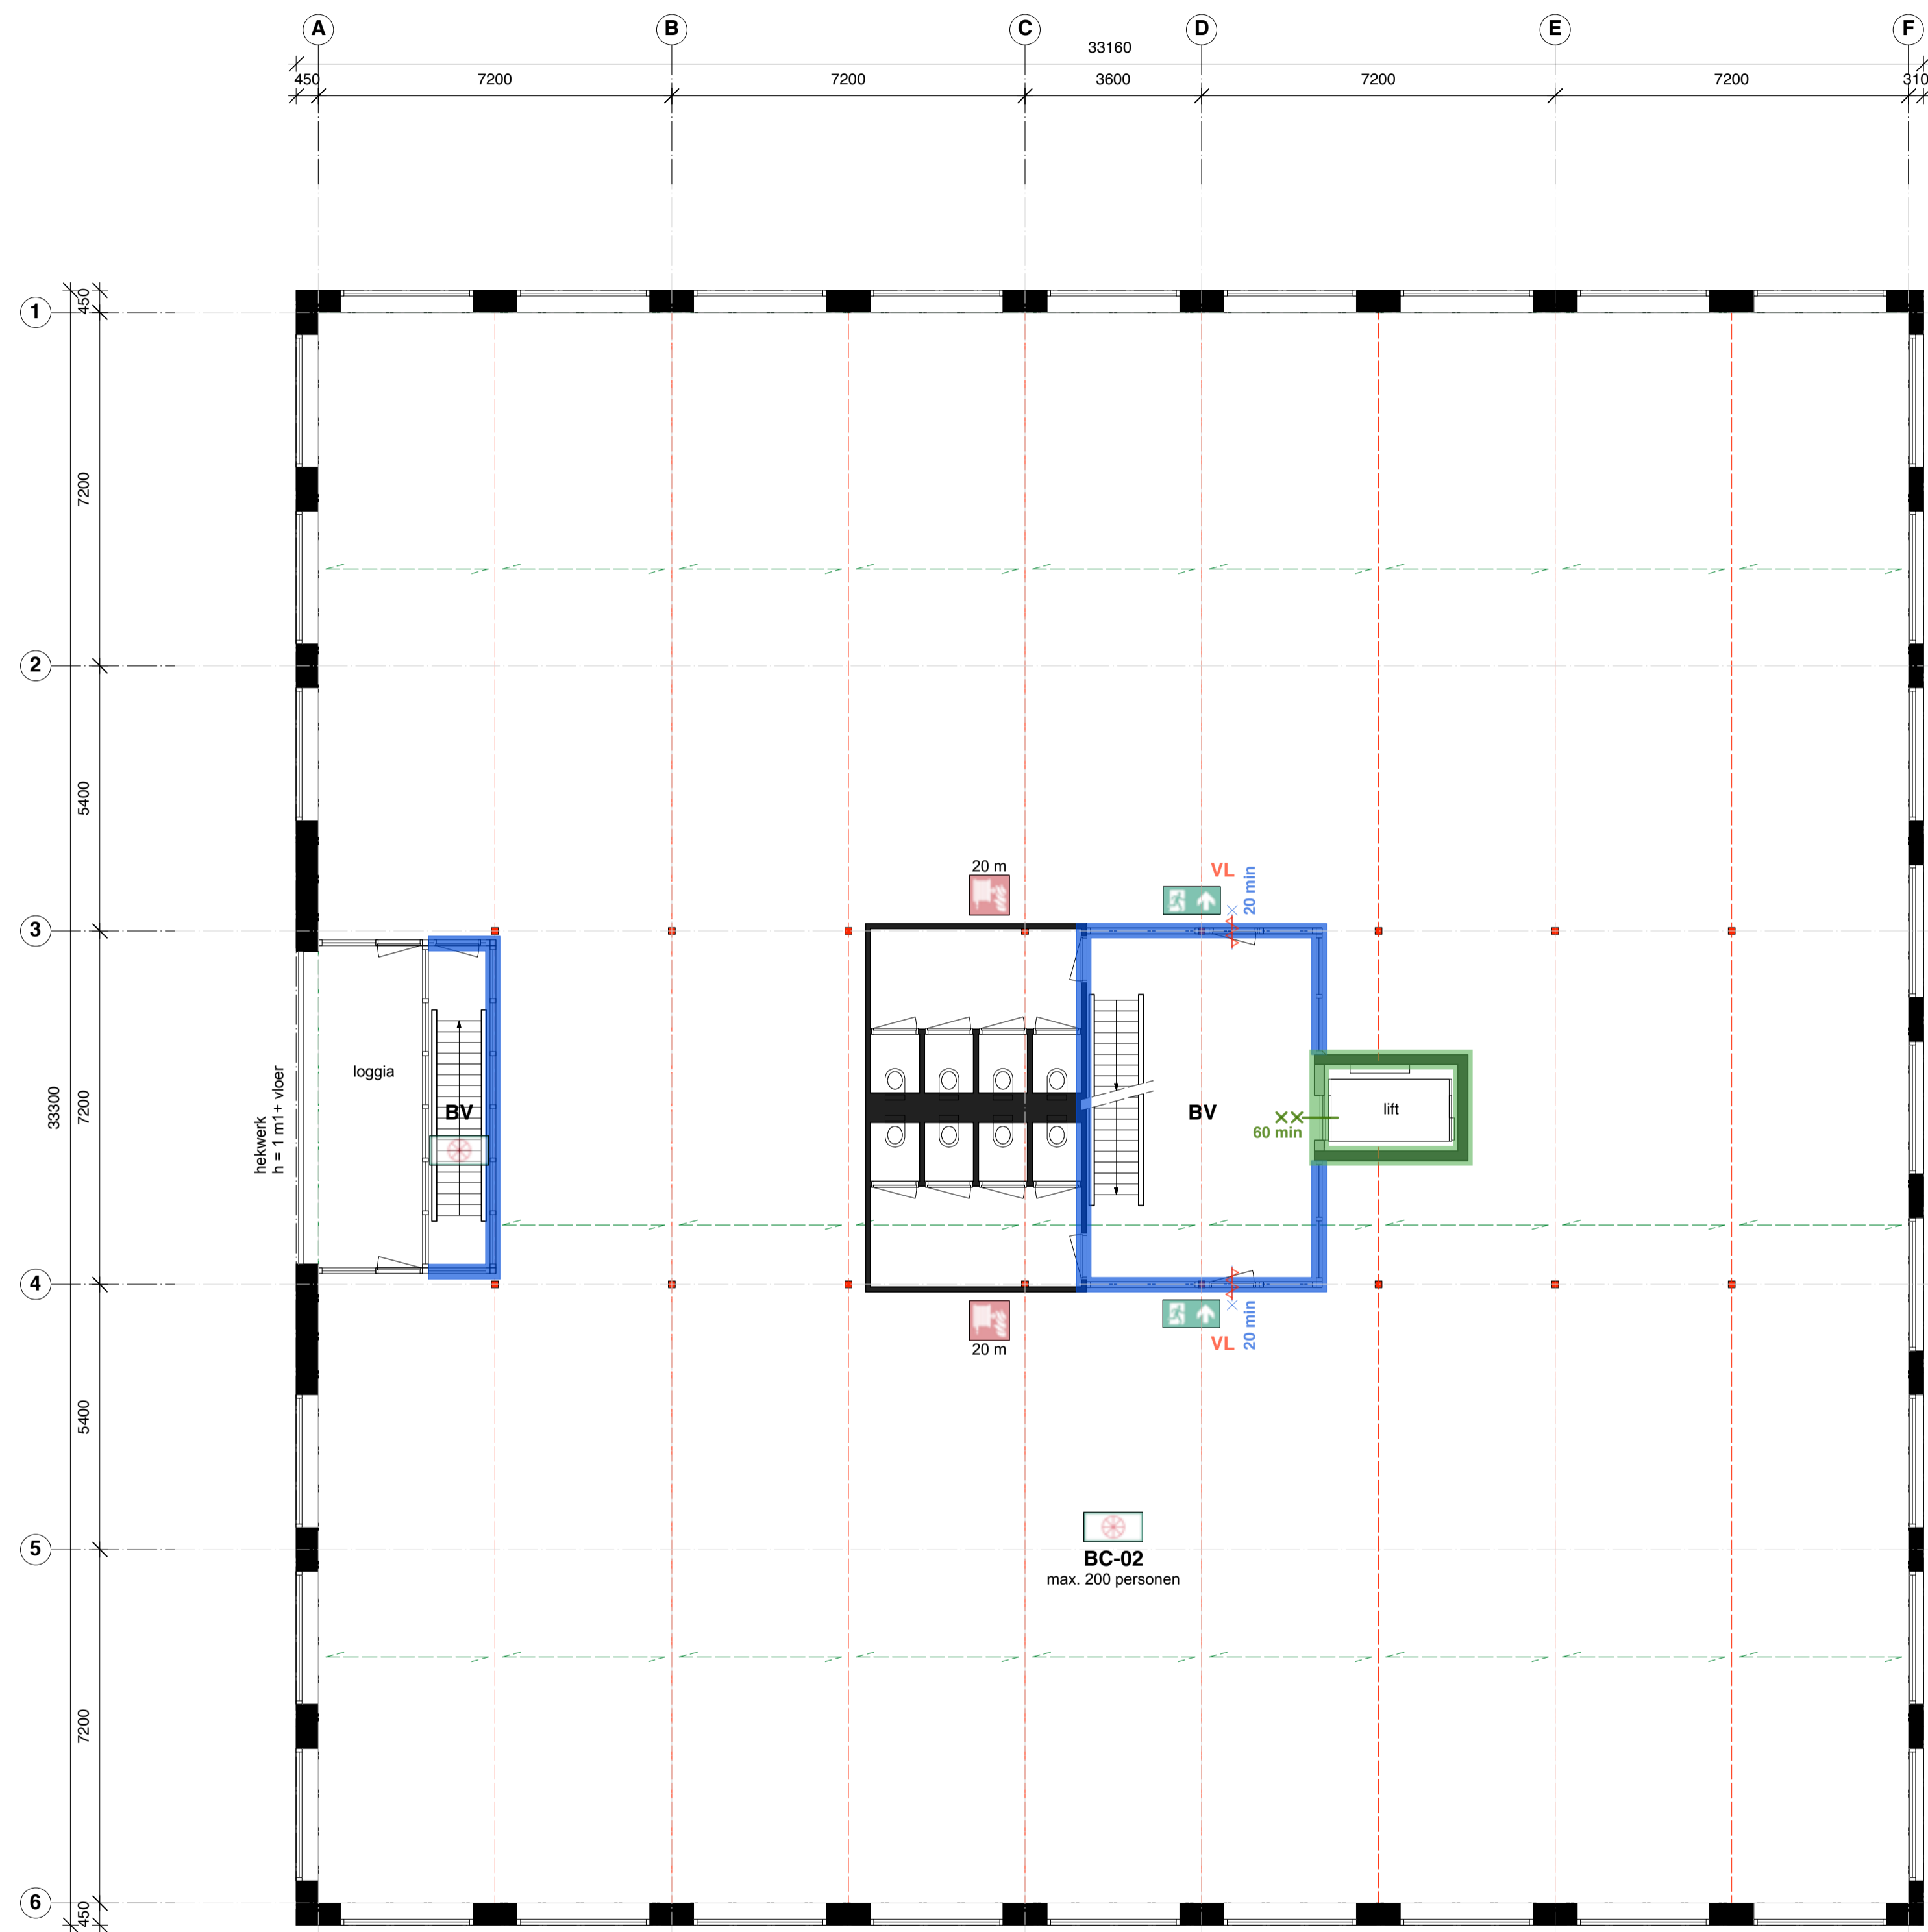 A
B
C
D
E
F
33160
450
7200
7200
3600
7200
7200
310
1
450
7200
2
5400
20 m
VL
20 min
3
hekwerk
h = 1 m1+ vloer
33300
7200
loggia
BV
BV
lift
60 min
4
20 m
VL
20 min
5400
5
BC-02
max. 200 personen
7200
6
450